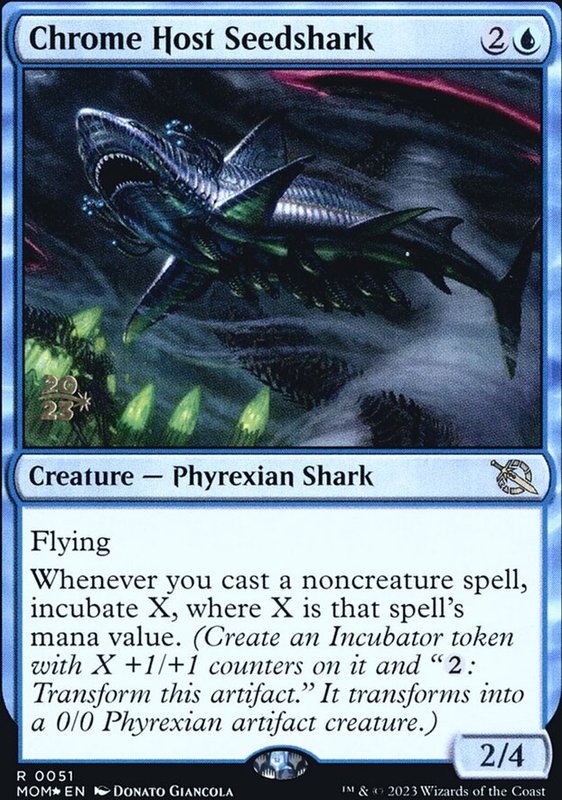 Chrome Host Seedshark 2
20
23
Creature — Phyrexian Shark
Flying
Whenever you cast a noncreature spell,
incubate X, where X is that spell's
mana value. (Create an Incubator token
with X +1/+1 counters on it and “2:
Transform this artifact.” It transforms into
a 0/0 Phyrexian artifact creature.)
2/4
R 0051
MOM★EN Donato Giancola
™ & © 2023 Wizards of the Coast